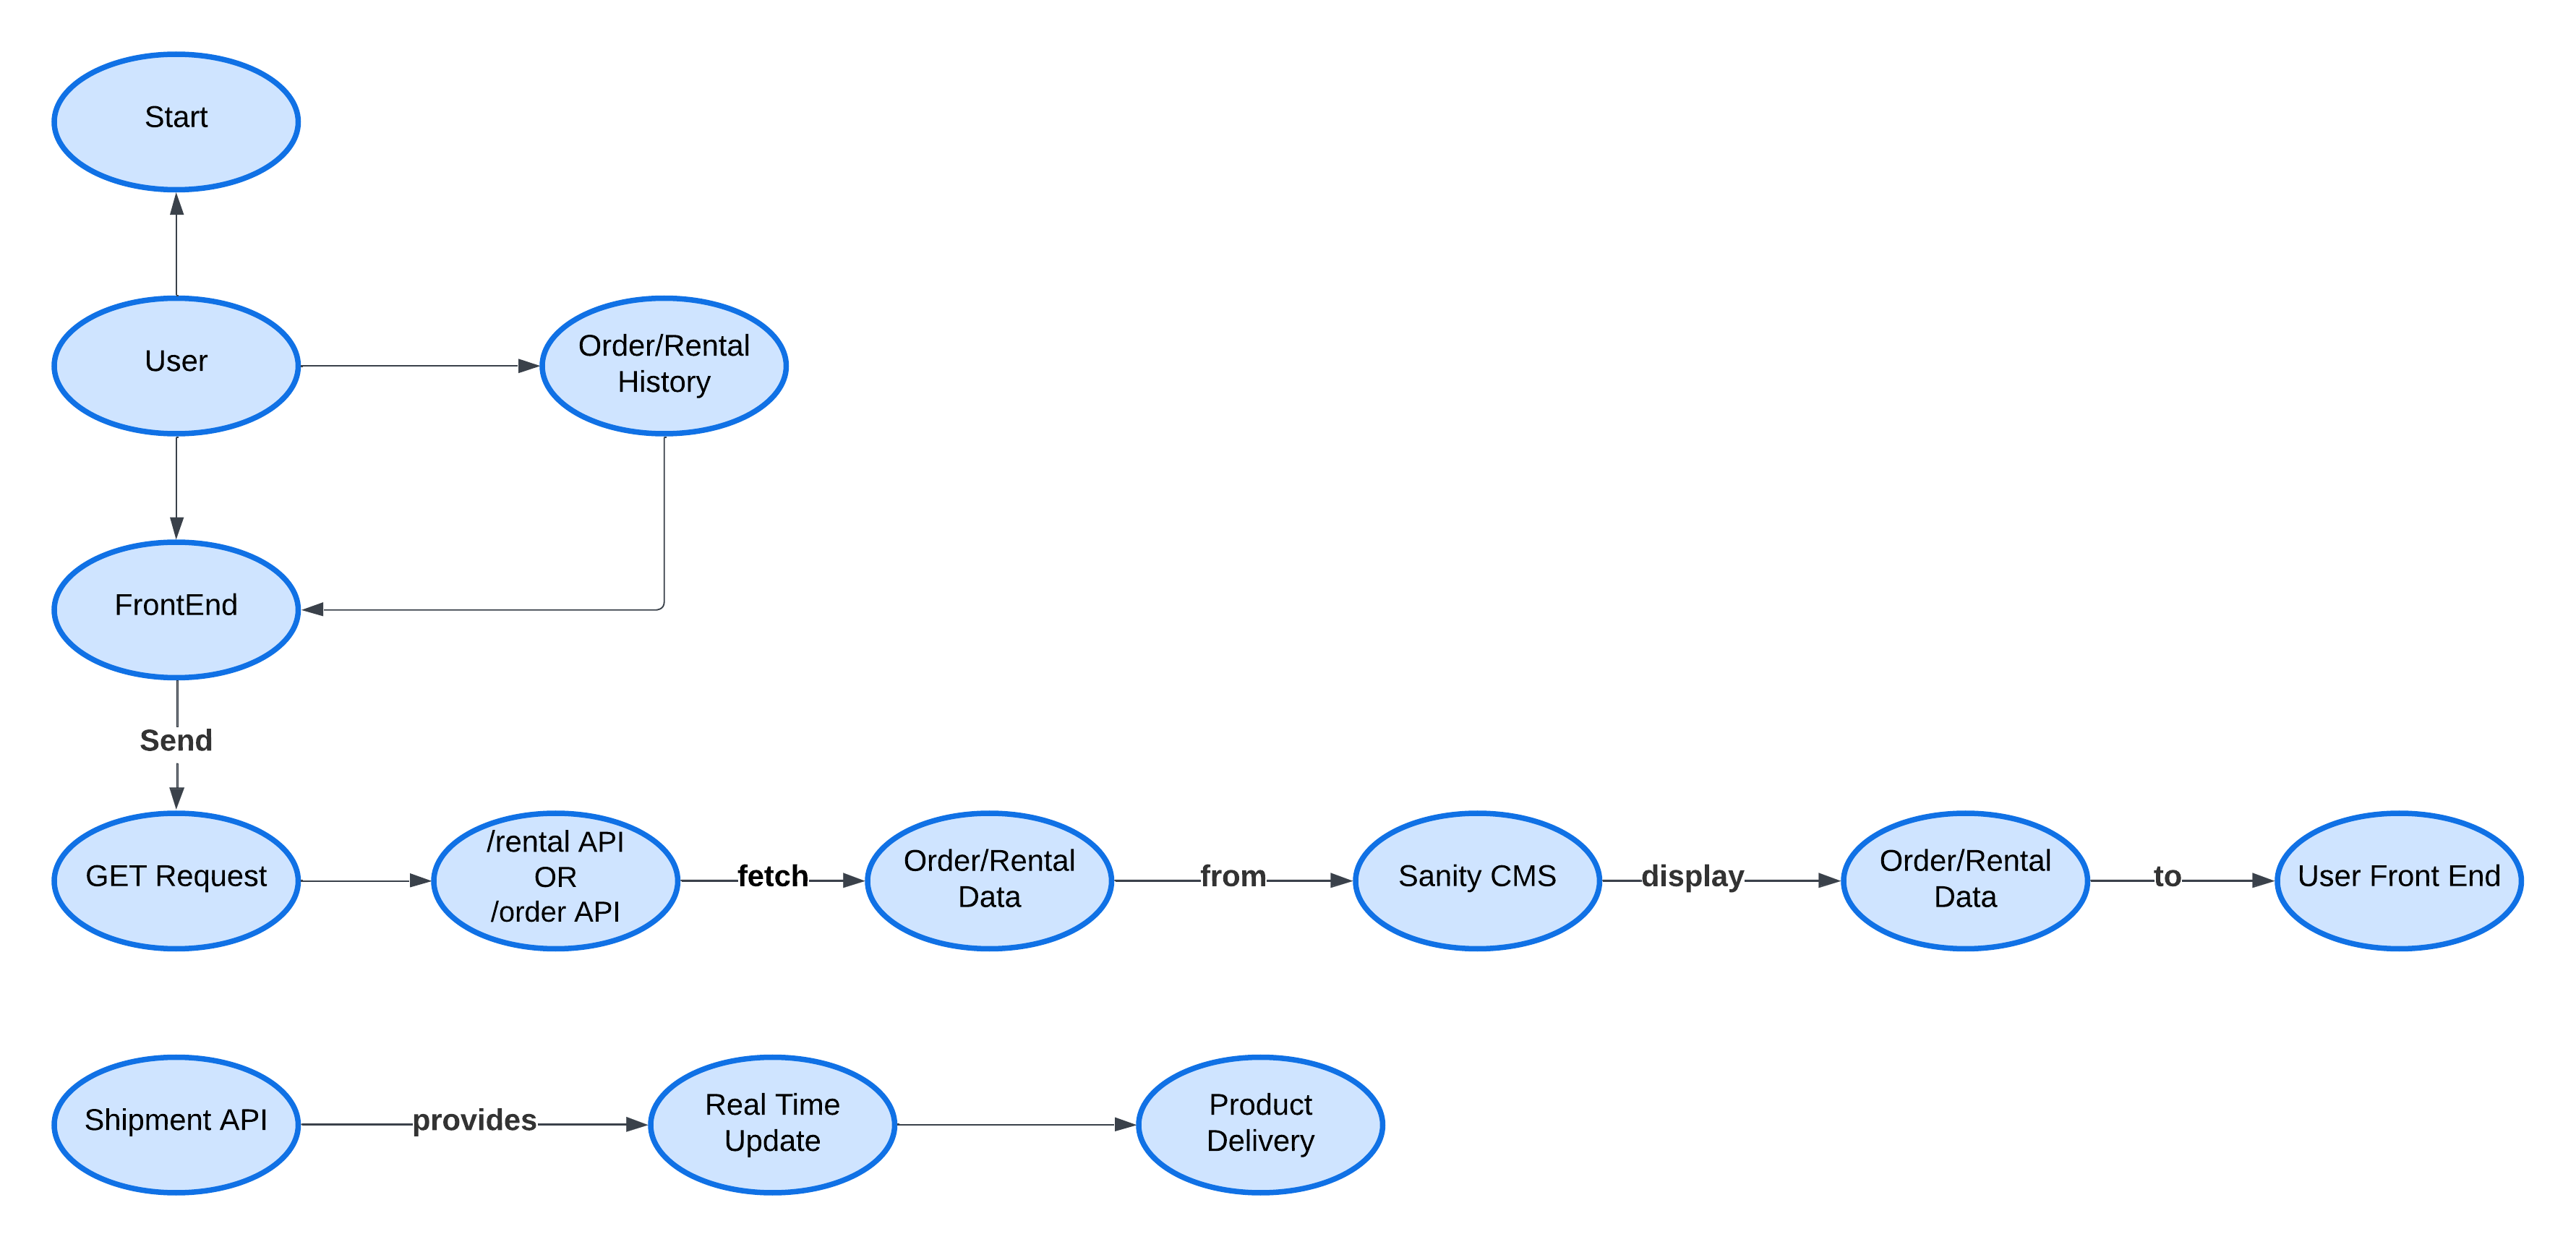 Start
User
Order/Rental
History
FrontEnd
Send
GET Request
/rental API
OR
/order API
fetch
Order/Rental
Data
from
Sanity CMS
display
Order/Rental
Data
to
User Front End
Shipment API
provides
Real Time
Update
Product
Delivery